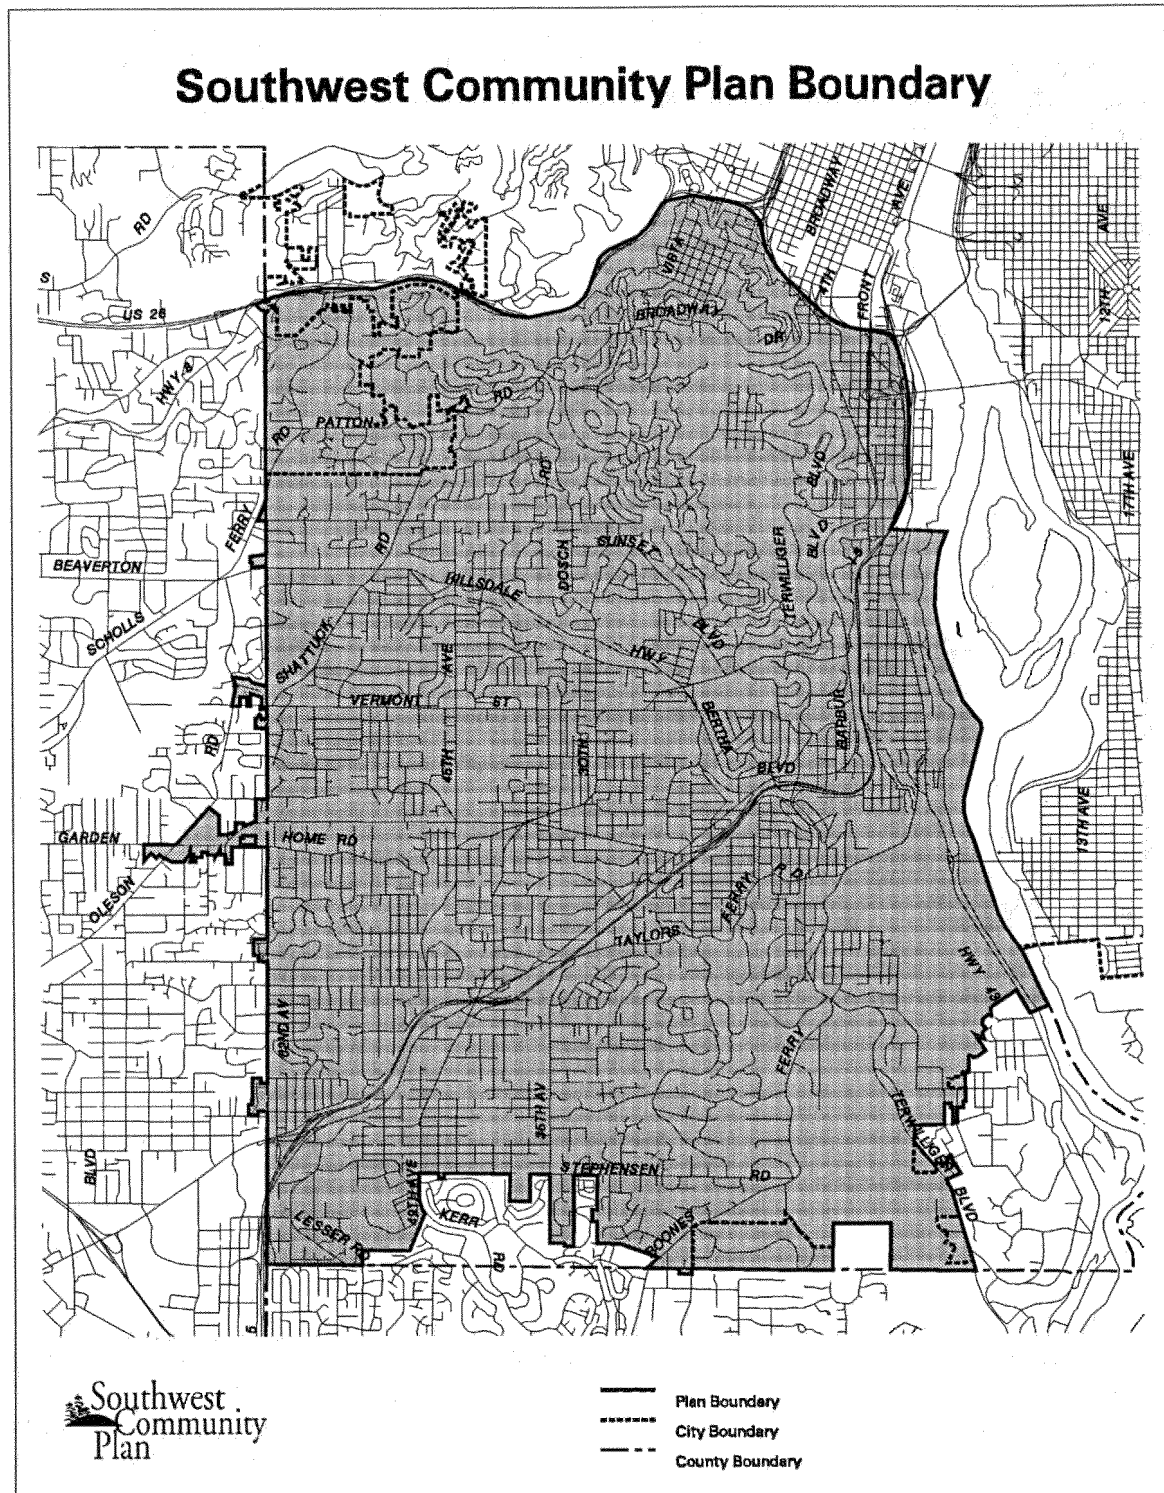 Southwest Community Plan Boundary
RD
BROADWAY
AVE
AVE
VISTA
S
US 26
4TH
FRONT
12TH
BROADWAY
DR
HWY 8
RD
PATTON
RD
BLVD
17TH AVE
RD
FERRY
RD
SUNSET
BLVD
TERWILLIGER
BEAVERTON
DOSCH
HILLSDALE
SCHOLLS
BLVD
SHATTUCK
AVE
HWY
VERMONT
ST
BARBUR
BERTHA
RD
45TH
30TH
BLVD
13TH AVE
GARDEN
HOME RD
RD
OLESON
FERRY
TAYLORS
HWY
43
62ND AV
FERRY
35TH AV
TERWILLIGER
BLVD
49TH AVE
STEPHENSEN
RD
BLVD
KERR
LESSER RD
BOONES
RD
5
Southwest
Community
Plan
Plan Boundary
City Boundary
County Boundary